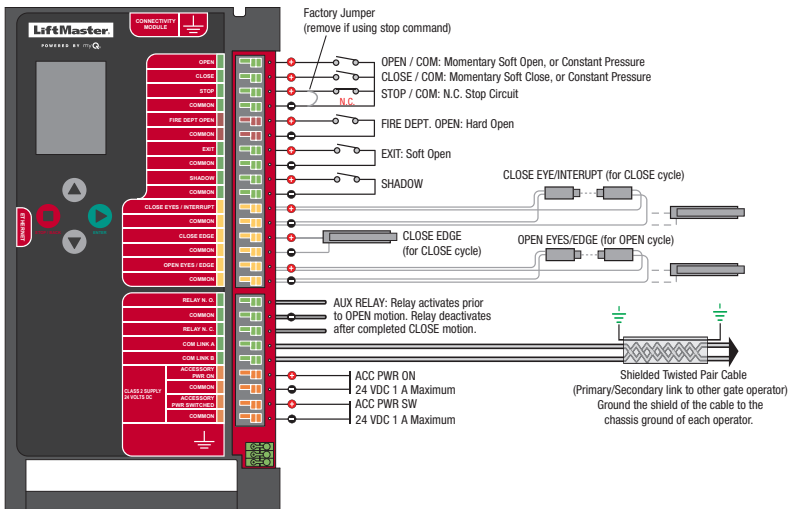 LiftMaster
POWERED BY myQ
CONNECTIVITY
MODULE
ETHERNET
ENTER
OPEN
CLOSE
STOP
COMMON
FIRE DEPT OPEN
COMMON
EXIT
COMMON
SHADOW
COMMON
CLOSE EYES / INTERRUPT
COMMON
CLOSE EDGE
COMMON
OPEN EYES / EDGE
COMMON
RELAY N. O.
COMMON
RELAY N. C.
COM LINK A
COM LINK B
CLASS 2 SUPPLY
24 VOLTS DC
ACCESSORY
PWR ON
COMMON
ACCESSORY
PWR SWITCHED
COMMON
Factory Jumper
(remove if using stop command)
OPEN / COM: Momentary Soft Open, or Constant Pressure
CLOSE / COM: Momentary Soft Close, or Constant Pressure
STOP / COM: N.C. Stop Circuit
N.C.
FIRE DEPT. OPEN: Hard Open
EXIT: Soft Open
SHADOW
CLOSE EYE/INTERUPT (for CLOSE cycle)
CLOSE EDGE
(for CLOSE cycle)
OPEN EYES/EDGE (for OPEN cycle)
AUX RELAY: Relay activates prior
to OPEN motion. Relay deactivates
after completed CLOSE motion.
Shielded Twisted Pair Cable
(Primary/Secondary link to other gate operator)
Ground the shield of the cable to the
chassis ground of each operator.
ACC PWR ON
24 VDC 1 A Maximum
ACC PWR SW
24 VDC 1 A Maximum